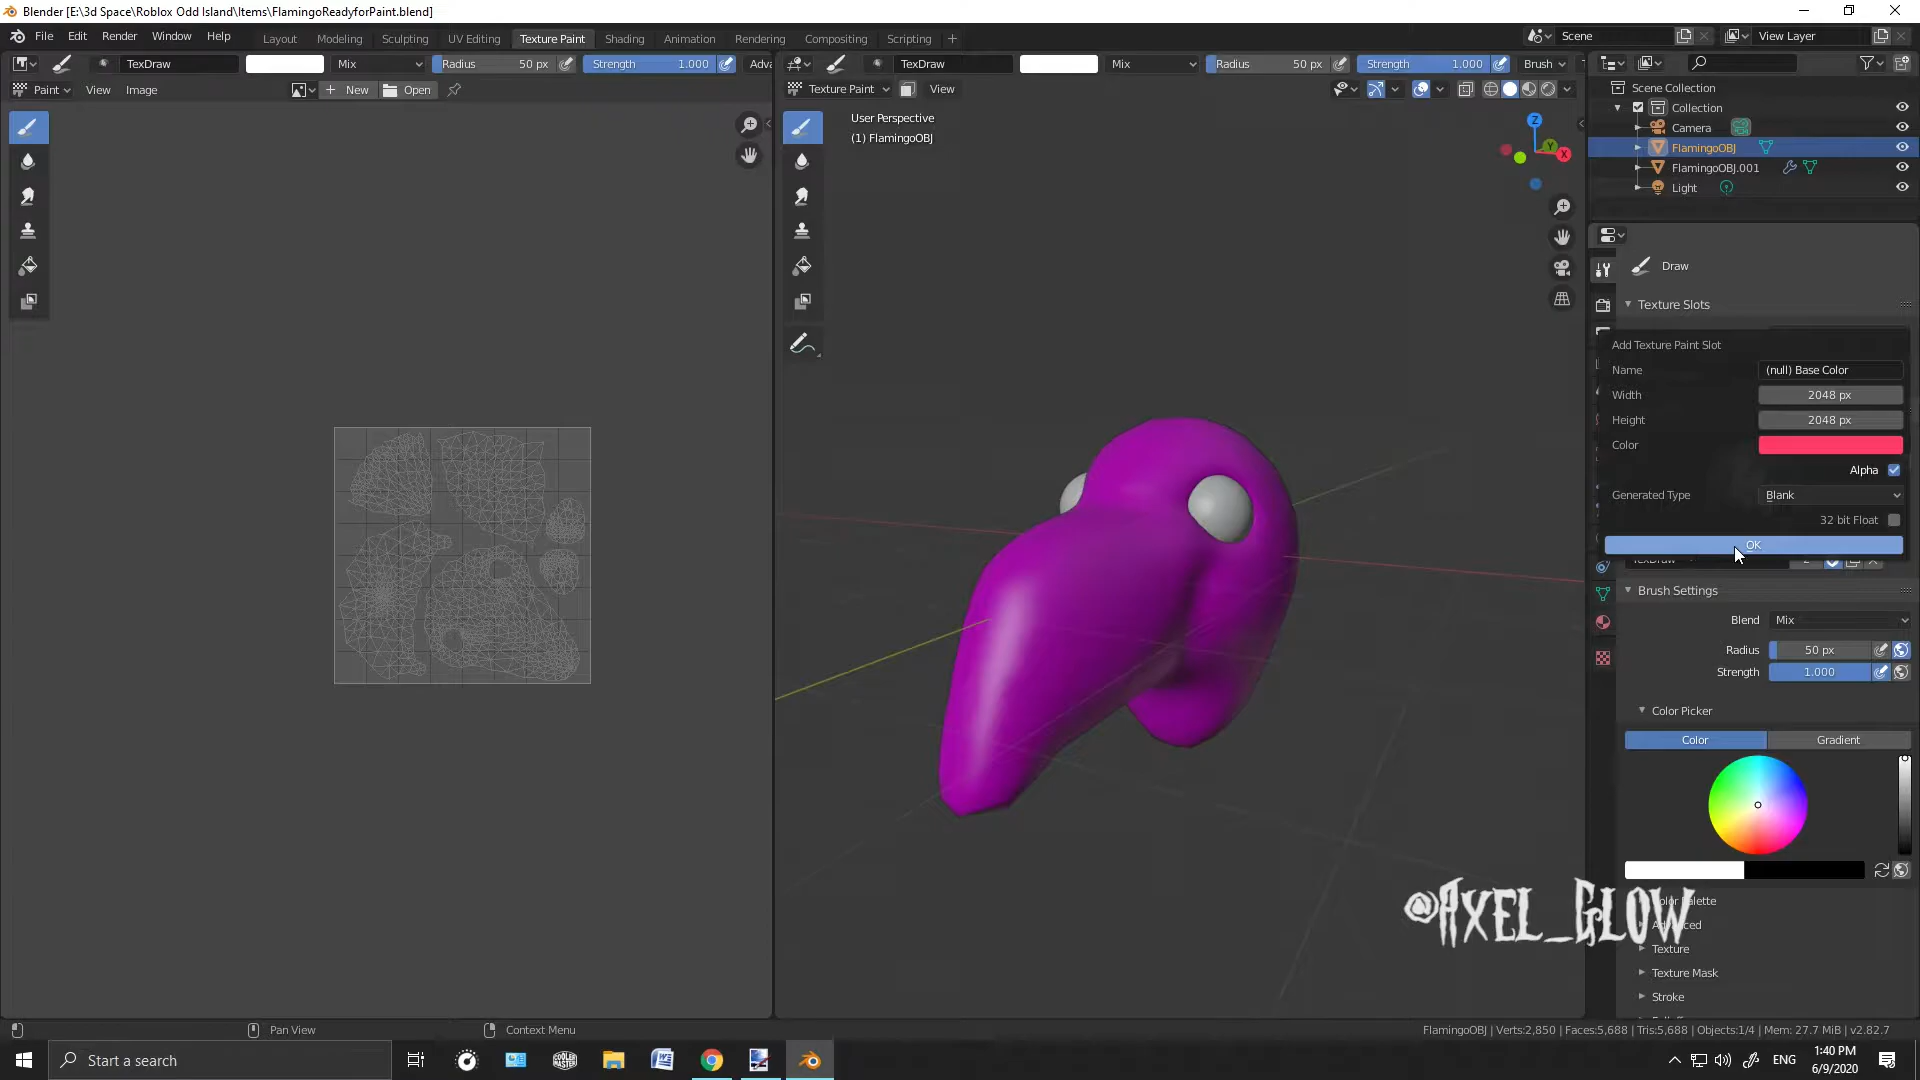 Blender [E:\3d Space\Roblox Odd Island\Items\FlamingoReadyforPaint.blend]
File Edit Render Window Help
Layout Modeling Sculpting UV Editing Texture Paint Shading Animation Rendering Compositing Scripting +
Scene
View Layer
TexDraw Mix Radius 50 px Strength 1.000 Adva
TexDraw Mix Radius 50 px Strength 1.000 Brush
Paint View Image + New Open
Texture Paint View
User Perspective
(1) FlamingoOBJ
Z
Y
X
Scene Collection
Collection
Camera
FlamingoOBJ
FlamingoOBJ.001
Light
Draw
Texture Slots
Add Texture Paint Slot
Name (null) Base Color
Width 2048 px
Height 2048 px
Color
Alpha
Generated Type Blank
32 bit Float
OK
TexDraw
Brush Settings
Blend Mix
Radius 50 px
Strength 1.000
Color Picker
Color Gradient
Color Palette
Advanced
Texture
Texture Mask
Stroke
@AXEL_GLOW
Pan View
Context Menu
FlamingoOBJ | Verts:2,850 | Faces:5,688 | Tris:5,688 | Objects:1/4 | Mem: 27.7 MiB | v2.82.7
Start a search
COOLER MASTER
ENG
1:40 PM
6/9/2020